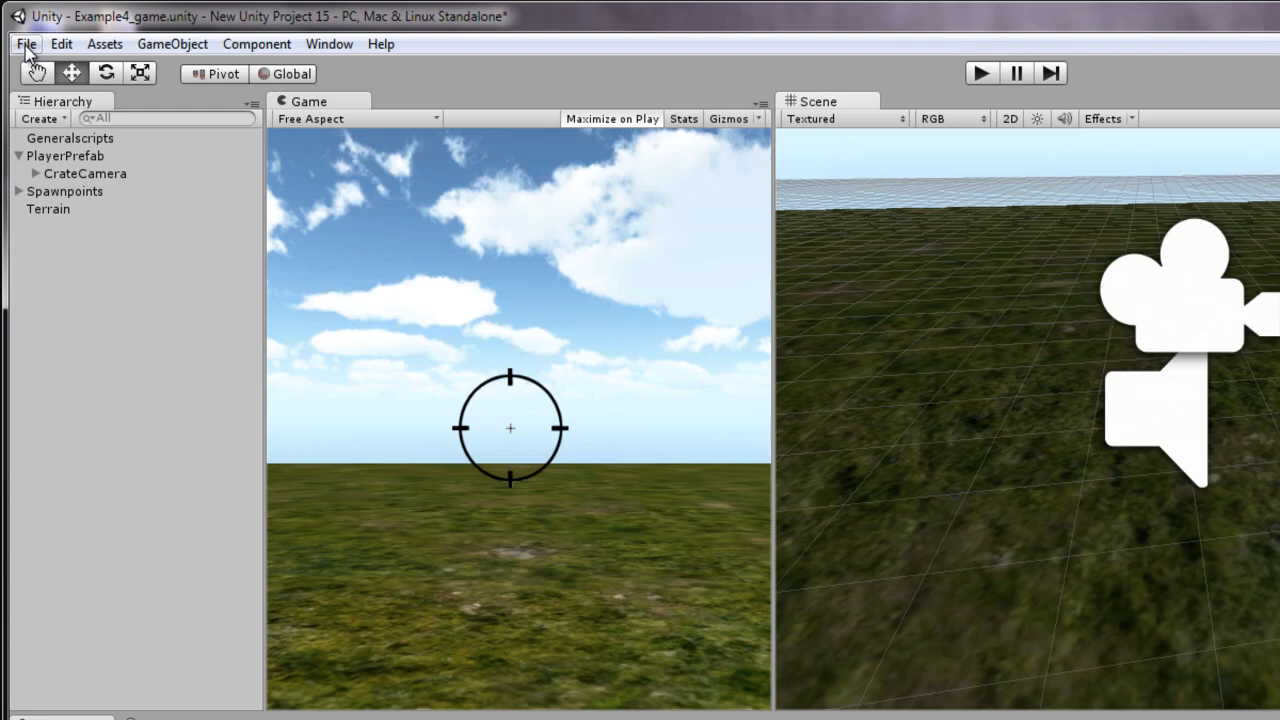 Unity - Example4_game.unity - New Unity Project 15 - PC, Mac & Linux Standalone*
File Edit Assets GameObject Component Window Help
Pivot Global
Hierarchy
Create All
Generalscripts
PlayerPrefab
CrateCamera
Spawnpoints
Terrain
Game
Free Aspect Maximize on Play Stats Gizmos
Scene
Textured RGB 2D Effects